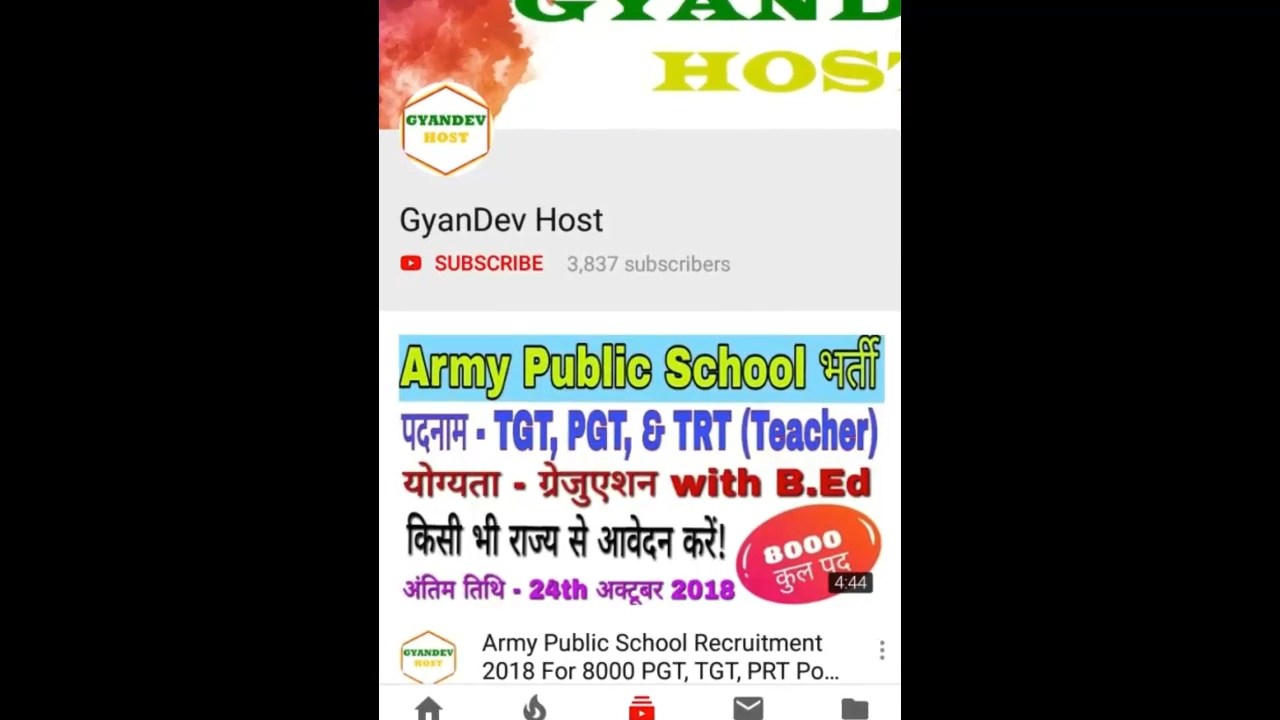 GYAND
HOST
GYANDEV
HOST
GyanDev Host
SUBSCRIBE 3,837 subscribers
Army Public School भर्ती
पदनाम - TGT, PGT, & TRT (Teacher)
योग्यता - ग्रेजुएशन with B.Ed
किसी भी राज्य से आवेदन करें!
8000
कुल पद
अंतिम तिथि - 24th अक्टूबर 2018
4:44
GYANDEV
HOST
Army Public School Recruitment
2018 For 8000 PGT, TGT, PRT Po...